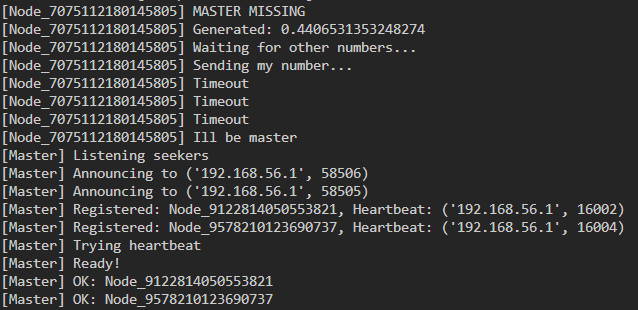 [Node_7075112180145805] MASTER MISSING
[Node_7075112180145805] Generated: 0.4406531353248274
[Node_7075112180145805] Waiting for other numbers...
[Node_7075112180145805] Sending my number...
[Node_7075112180145805] Timeout
[Node_7075112180145805] Timeout
[Node_7075112180145805] Timeout
[Node_7075112180145805] Ill be master
[Master] Listening seekers
[Master] Announcing to ('192.168.56.1', 58506)
[Master] Announcing to ('192.168.56.1', 58505)
[Master] Registered: Node_9122814050553821, Heartbeat: ('192.168.56.1', 16002)
[Master] Registered: Node_9578210123690737, Heartbeat: ('192.168.56.1', 16004)
[Master] Trying heartbeat
[Master] Ready!
[Master] OK: Node_9122814050553821
[Master] OK: Node_9578210123690737